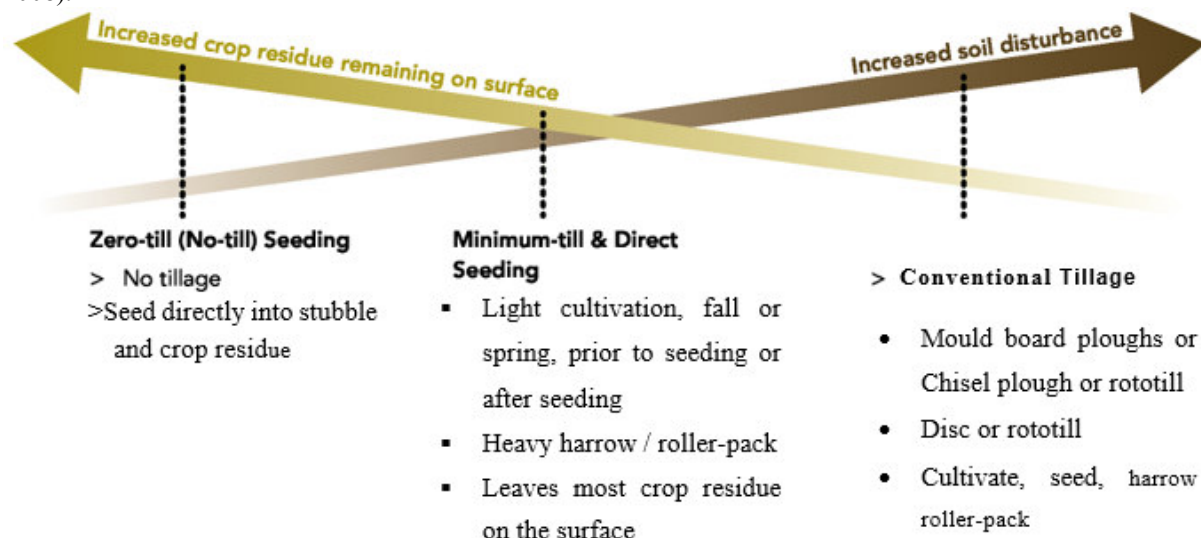 Increased crop residue remaining on surface
Increased soil disturbance
Zero-till (No-till) Seeding
> No tillage
>Seed directly into stubble
and crop residue
Minimum-till & Direct
Seeding
▪ Light cultivation, fall or
spring, prior to seeding or
after seeding
▪ Heavy harrow / roller-pack
▪ Leaves most crop residue
on the surface
> Conventional Tillage
• Mould board ploughs or
Chisel plough or rototill
• Disc or rototill
• Cultivate, seed, harrow
roller-pack